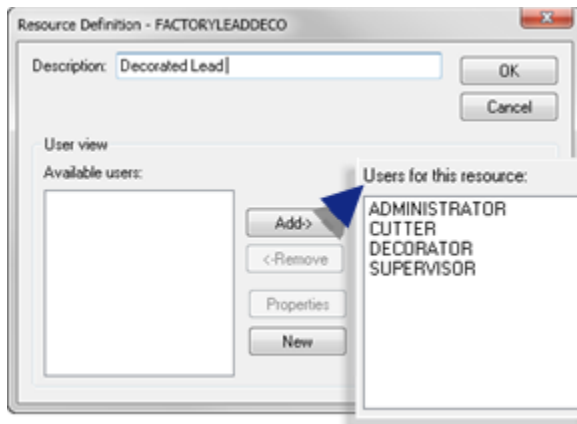 Resource Definition - FACTORYLEADDECO
Description: Decorated Lead
OK
Cancel
User view
Available users:
Users for this resource:
Add->
<-Remove
Properties
New
ADMINISTRATOR
CUTTER
DECORATOR
SUPERVISOR